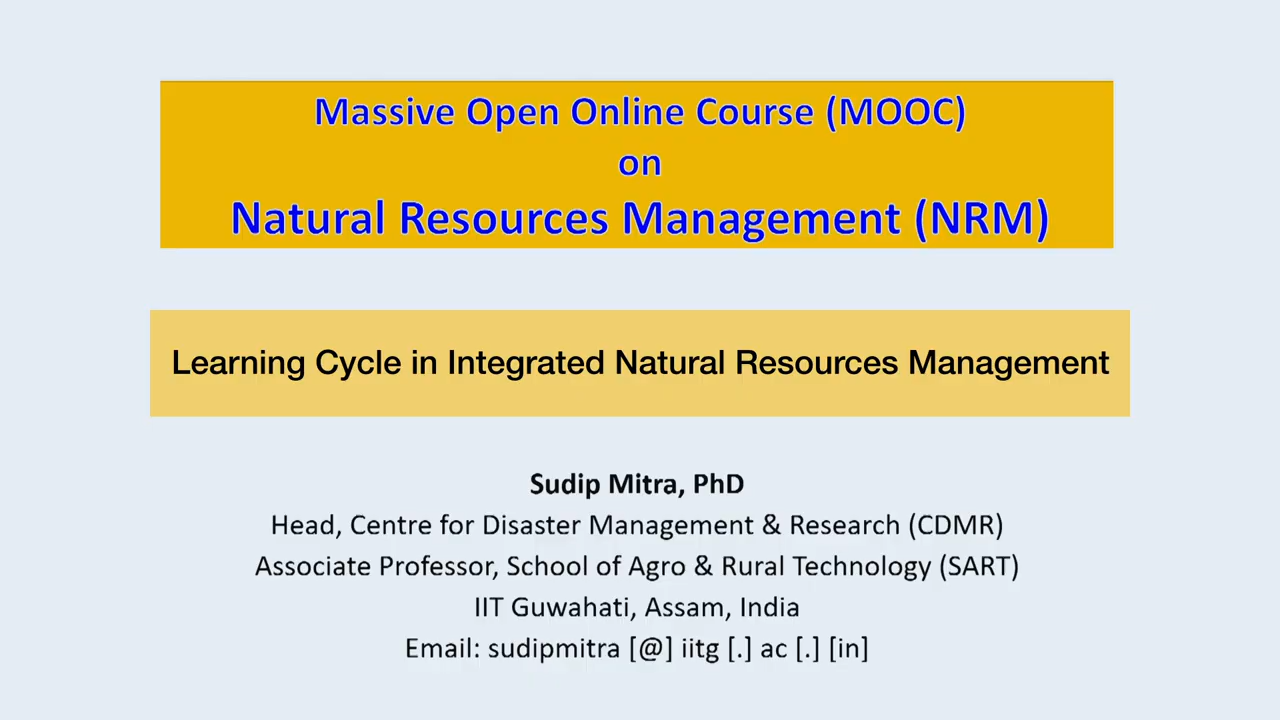 Massive Open Online Course (MOOC)
on
Natural Resources Management (NRM)
Learning Cycle in Integrated Natural Resources Management
Sudip Mitra, PhD
Head, Centre for Disaster Management & Research (CDMR)
Associate Professor, School of Agro & Rural Technology (SART)
IIT Guwahati, Assam, India
Email: sudipmitra [@] iitg [.] ac [.] [in]